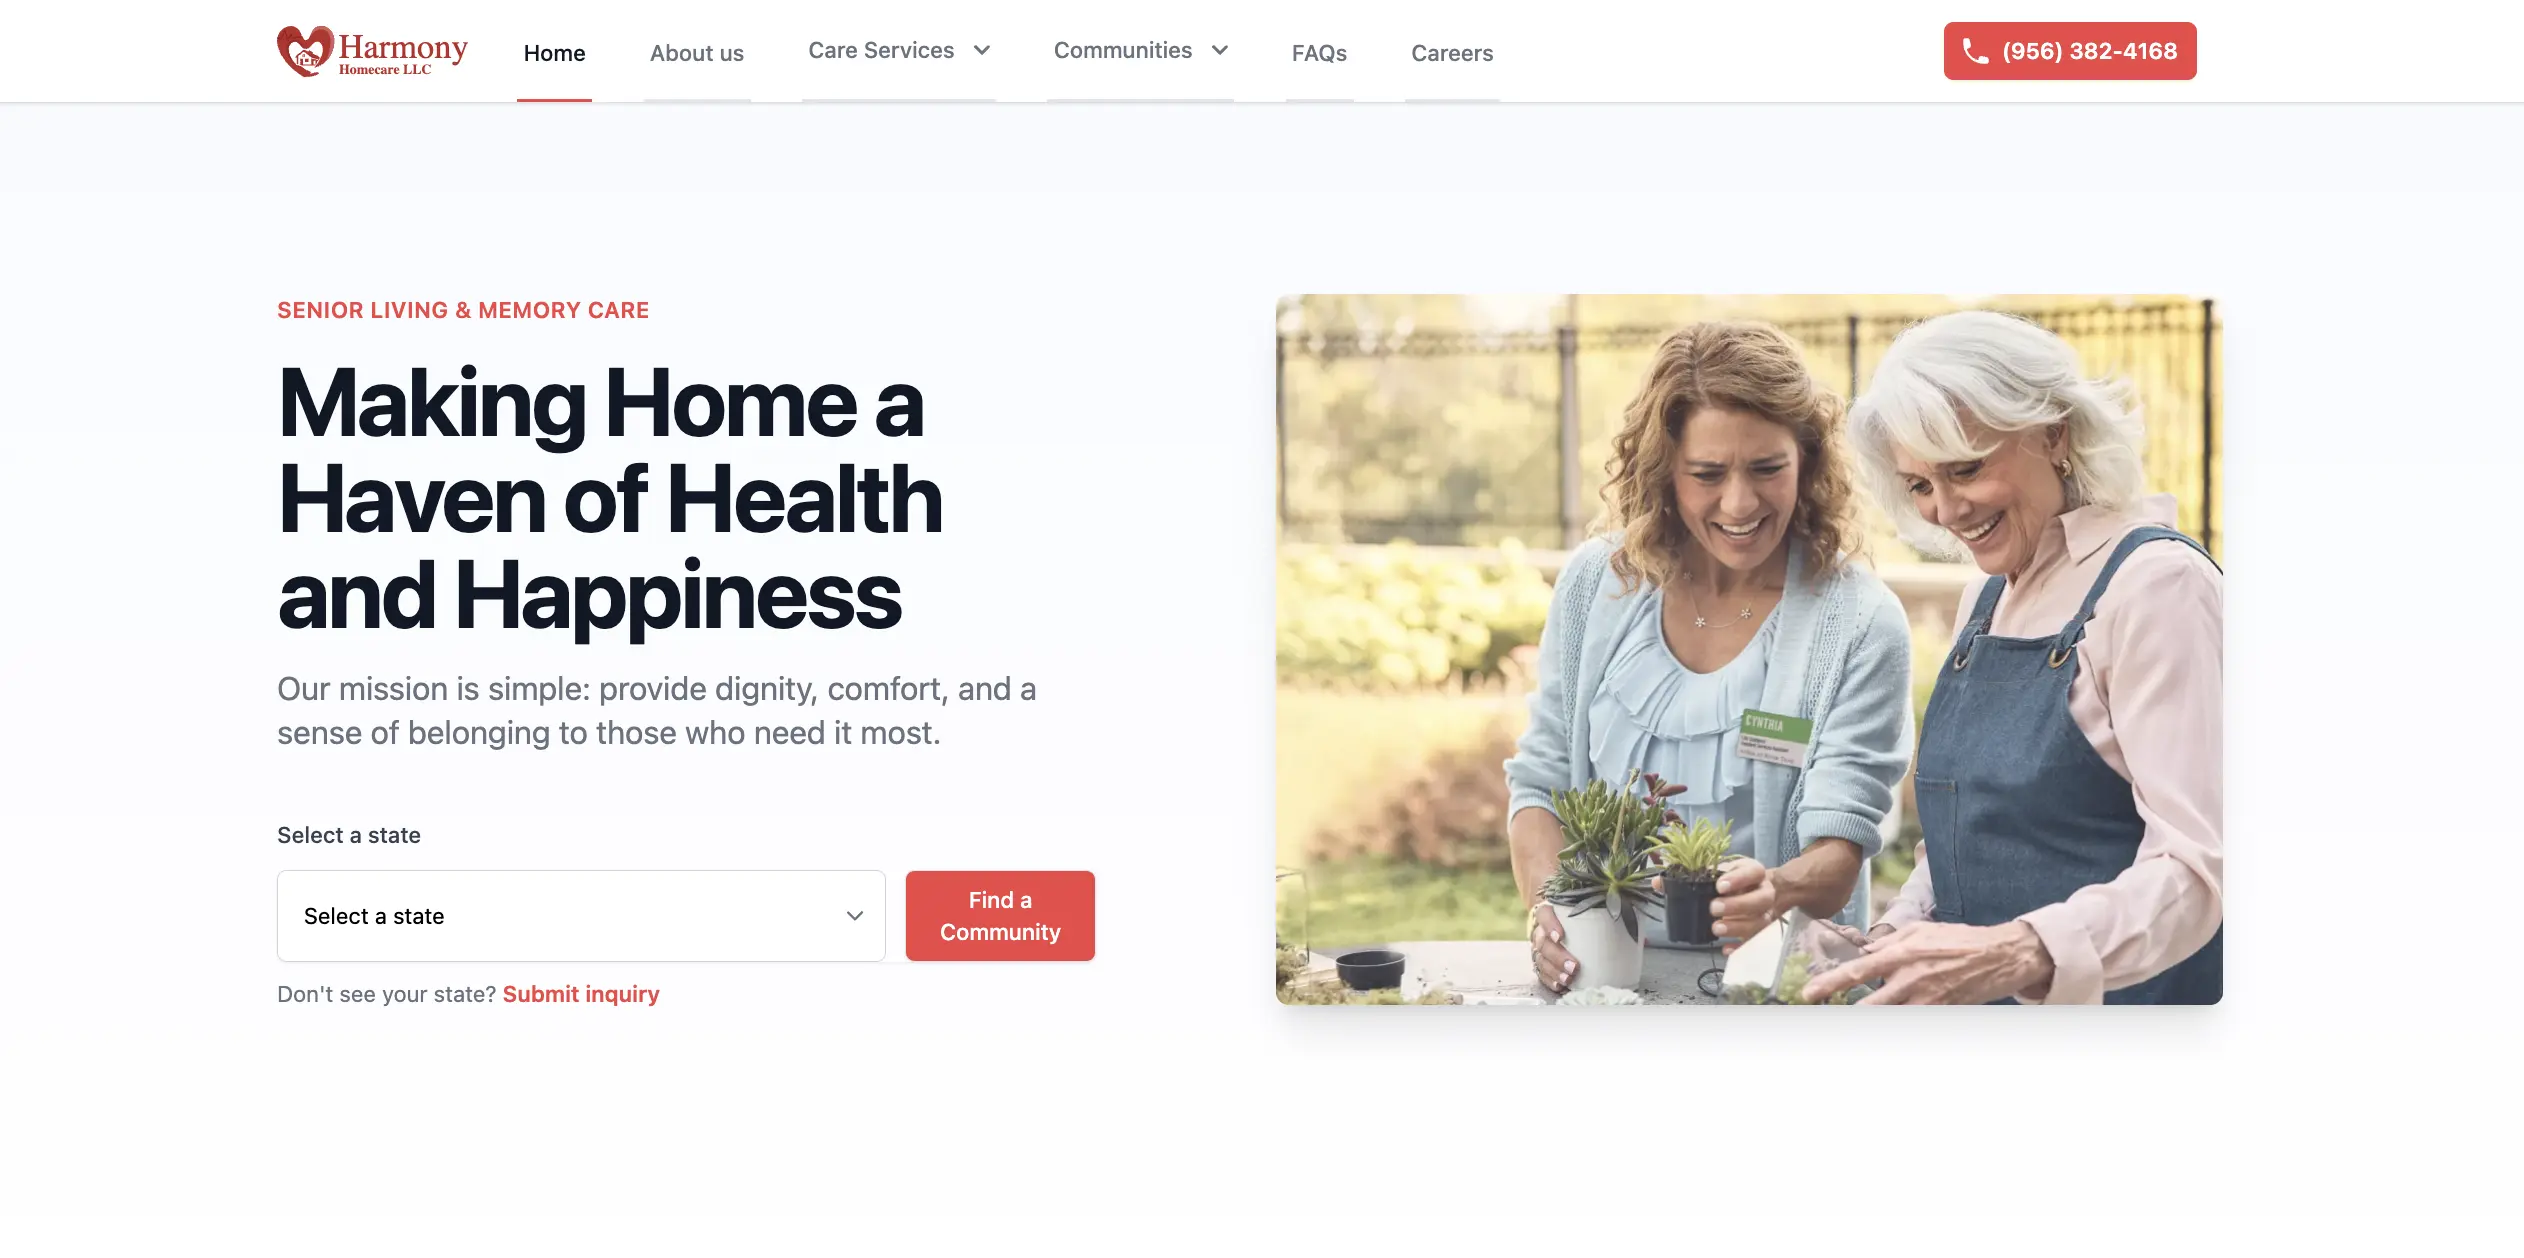 Harmony
Homecare LLC
Home
About us
Care Services
Communities
FAQs
Careers
(956) 382-4168
SENIOR LIVING & MEMORY CARE
Making Home a
Haven of Health
and Happiness
Our mission is simple: provide dignity, comfort, and a
sense of belonging to those who need it most.
Select a state
Select a state
Find a
Community
Don't see your state? Submit inquiry
CYNTHIA